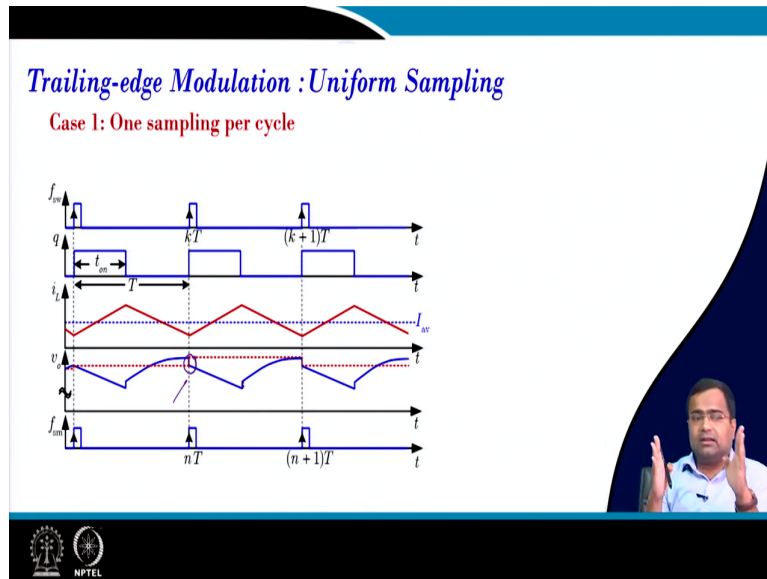 Trailing-edge Modulation : Uniform Sampling
Case 1: One sampling per cycle
f_sw
kT
(k + 1)T
t
q
t_on
T
t
i_L
I_av
t
v_o
t
f_sm
nT
(n + 1)T
t
NPTEL